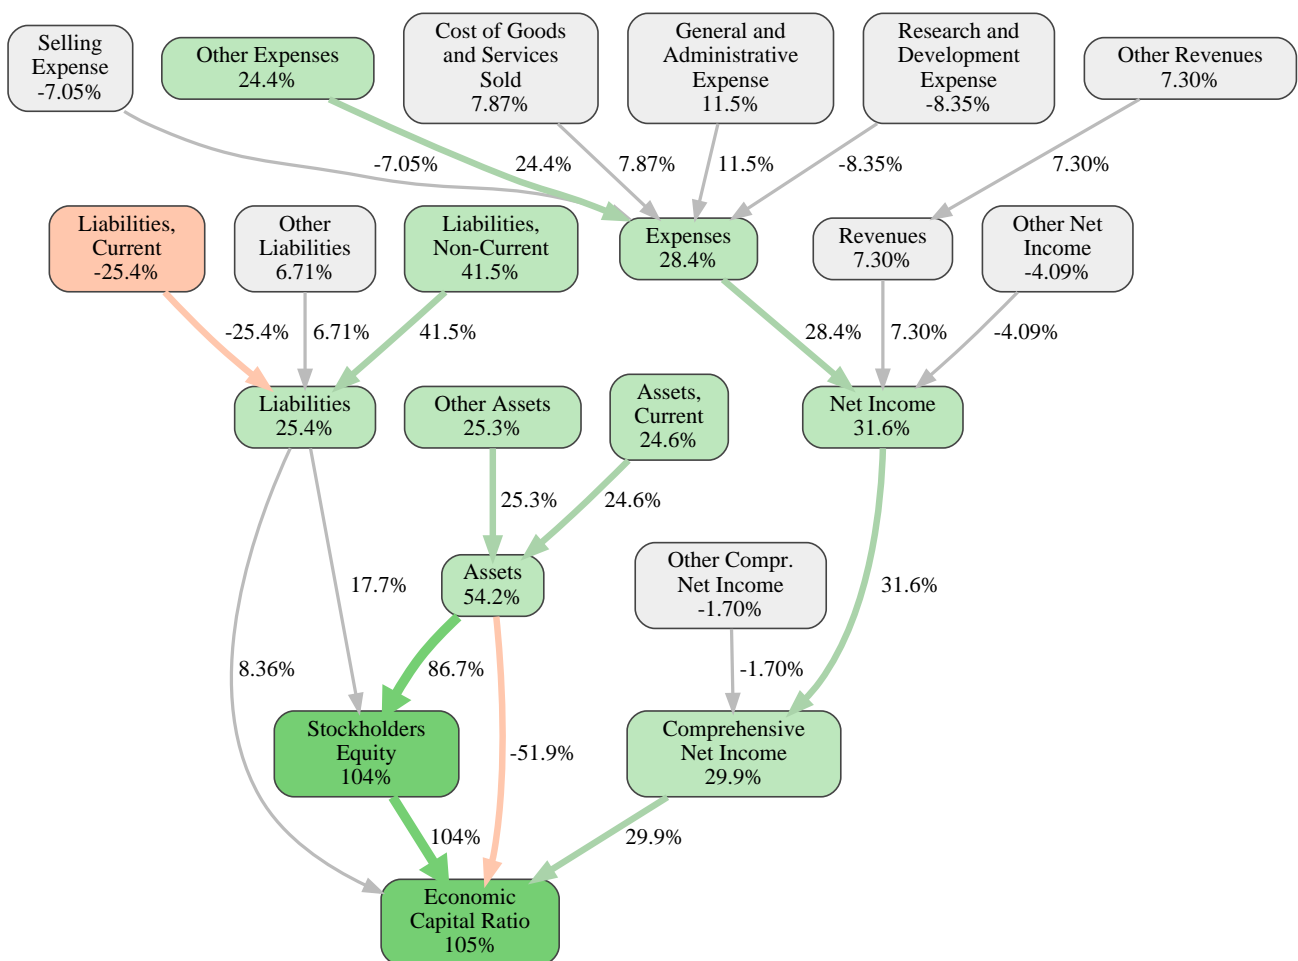 Selling
Expense
-7.05%
Other Expenses
24.4%
Cost of Goods
and Services
Sold
7.87%
General and
Administrative
Expense
11.5%
Research and
Development
Expense
-8.35%
Other Revenues
7.30%
-7.05%
24.4%
7.87%
11.5%
-8.35%
7.30%
Liabilities,
Current
-25.4%
Other
Liabilities
6.71%
Liabilities,
Non-Current
41.5%
Expenses
28.4%
Revenues
7.30%
Other Net
Income
-4.09%
-25.4%
6.71%
41.5%
28.4%
7.30%
-4.09%
Liabilities
25.4%
Other Assets
25.3%
Assets,
Current
24.6%
Net Income
31.6%
25.3%
24.6%
Assets
54.2%
Other Compr.
Net Income
-1.70%
17.7%
31.6%
8.36%
86.7%
-1.70%
Stockholders
Equity
104%
-51.9%
Comprehensive
Net Income
29.9%
104%
29.9%
Economic
Capital Ratio
105%